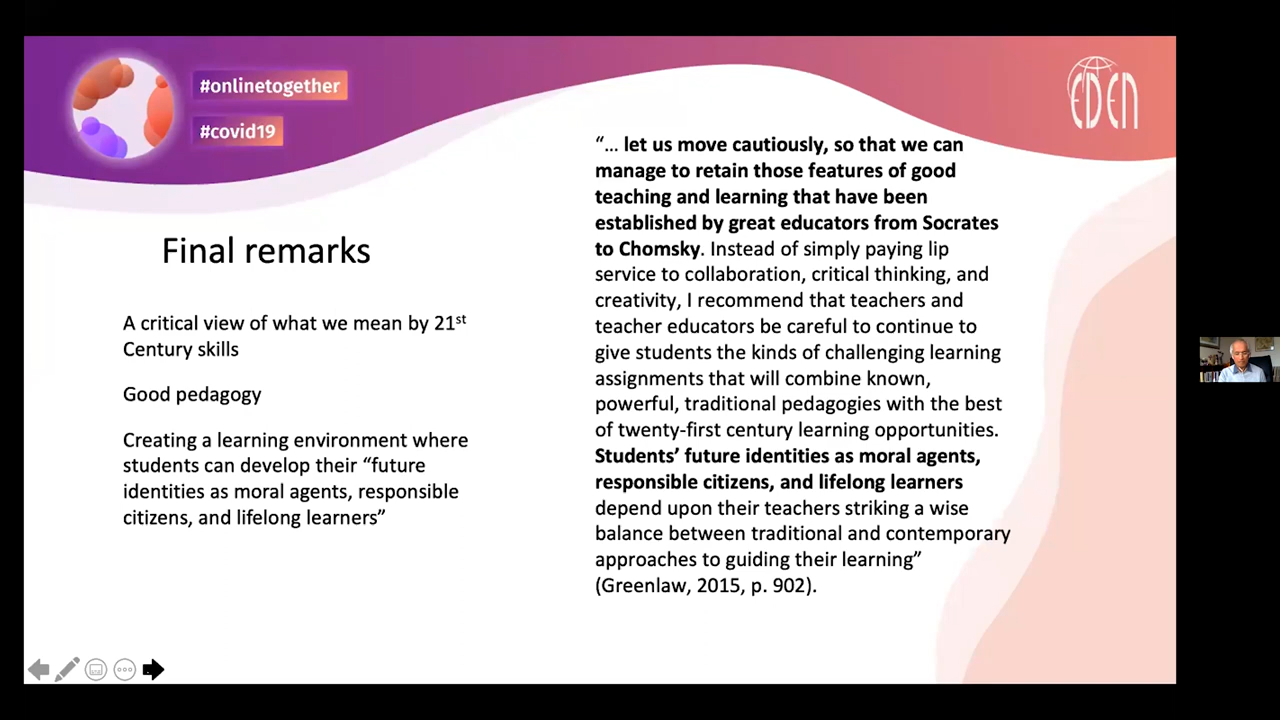 #onlinetogether
#covid19
EDEN
Final remarks
A critical view of what we mean by 21st
Century skills
Good pedagogy
Creating a learning environment where
students can develop their “future
identities as moral agents, responsible
citizens, and lifelong learners”
“... let us move cautiously, so that we can
manage to retain those features of good
teaching and learning that have been
established by great educators from Socrates
to Chomsky. Instead of simply paying lip
service to collaboration, critical thinking, and
creativity, I recommend that teachers and
teacher educators be careful to continue to
give students the kinds of challenging learning
assignments that will combine known,
powerful, traditional pedagogies with the best
of twenty-first century learning opportunities.
Students’ future identities as moral agents,
responsible citizens, and lifelong learners
depend upon their teachers striking a wise
balance between traditional and contemporary
approaches to guiding their learning”
(Greenlaw, 2015, p. 902).